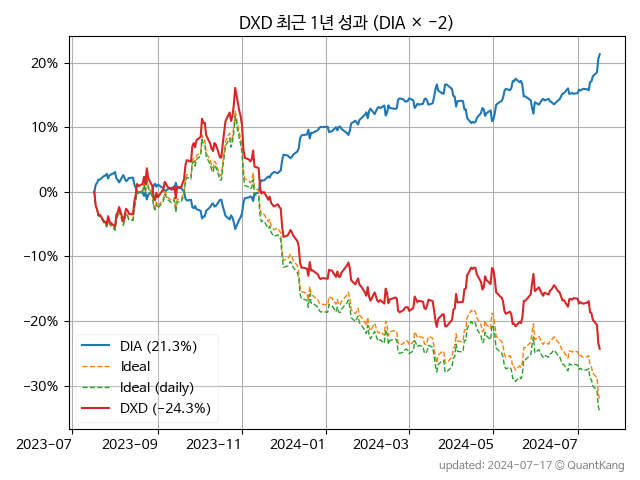 DXD 최근 1년 성과 (DIA × −2)
20%
10%
0%
−10%
−20%
−30%
DIA (21.3%)
Ideal
Ideal (daily)
DXD (−24.3%)
2023-07
2023-09
2023-11
2024-01
2024-03
2024-05
2024-07
updated: 2024-07-17 © QuantKang